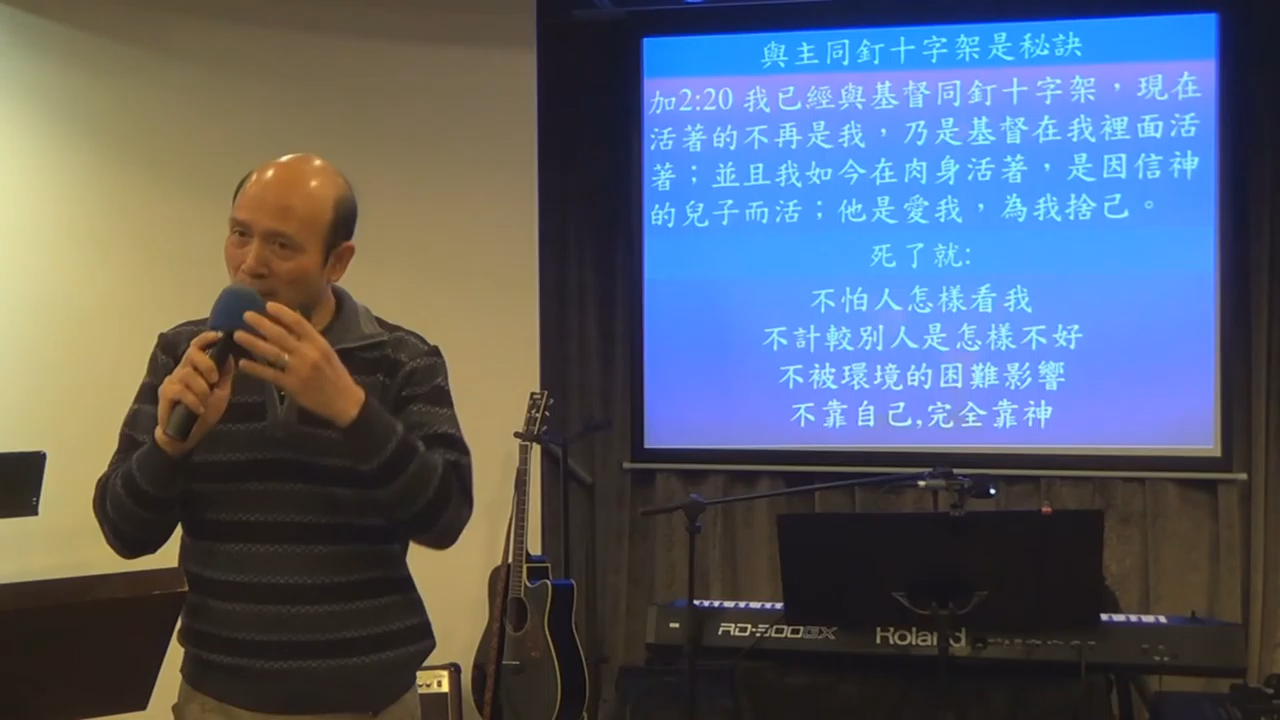 與主同釘十字架是秘訣
加2:20 我已經與基督同釘十字架，現在
活著的不再是我，乃是基督在我裡面活
著；並且我如今在肉身活著，是因信神
的兒子而活；他是愛我，為我捨己。
死了就:
不怕人怎樣看我
不計較別人是怎樣不好
不被環境的困難影響
不靠自己,完全靠神
RD-300GX
Roland